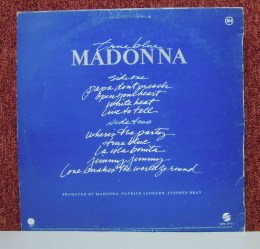 true blue
MADONNA
side one
papa don't preach
open your heart
white heat
live to tell
side two
where's the party
true blue
la isla bonita
jimmy jimmy
love makes the world go round
PRODUCED BY MADONNA, PATRICK LEONARD, STEPHEN BRAY